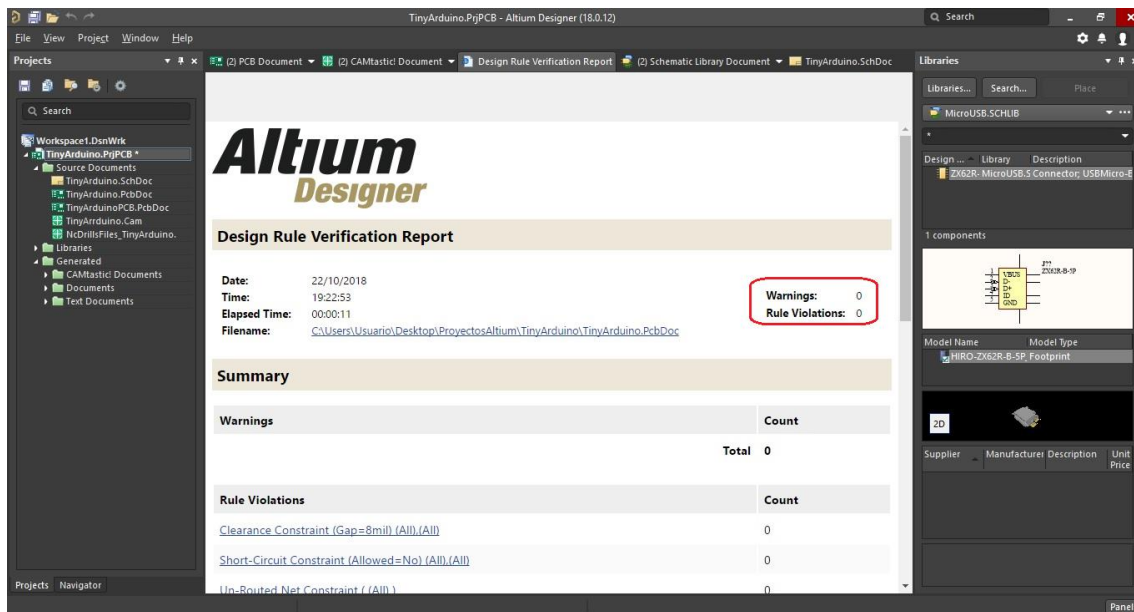 TinyArduino.PrjPCB - Altium Designer (18.0.12)
Search
File View Project Window Help
Projects
(2) PCB Document
(2) CAMtastic! Document
Design Rule Verification Report
(2) Schematic Library Document
TinyArduino.SchDoc
Libraries
Search
Workspace1.DsnWrk
TinyArduino.PrjPCB *
Source Documents
TinyArduino.SchDoc
TinyArduino.PcbDoc
TinyArduinoPCB.PcbDoc
TinyArrduino.Cam
NcDrillsFiles_TinyArduino.
Libraries
Generated
CAMtastic! Documents
Documents
Text Documents
Projects Navigator
Altium
Designer
Design Rule Verification Report
Date: 22/10/2018
Time: 19:22:53
Elapsed Time: 00:00:11
Filename: C:\Users\Usuario\Desktop\ProyectosAltium\TinyArduino\TinyArduino.PcbDoc
Warnings: 0
Rule Violations: 0
Summary
Warnings Count
Total 0
Rule Violations Count
Clearance Constraint (Gap=8mil) (All),(All) 0
Short-Circuit Constraint (Allowed=No) (All),(All) 0
Un-Routed Net Constraint ( (All) ) 0
Libraries... Search... Place
MicroUSB.SCHLIB
*
Design ... Library Description
ZX62R- MicroUSB.S Connector; USBMicro-B
1 components
J??
ZX62R-B-5P
VBUS
D-
D+
ID
GND
Model Name Model Type
HIRO-ZX62R-B-5P Footprint
2D
Supplier Manufacturer Description Unit
Price
Panel